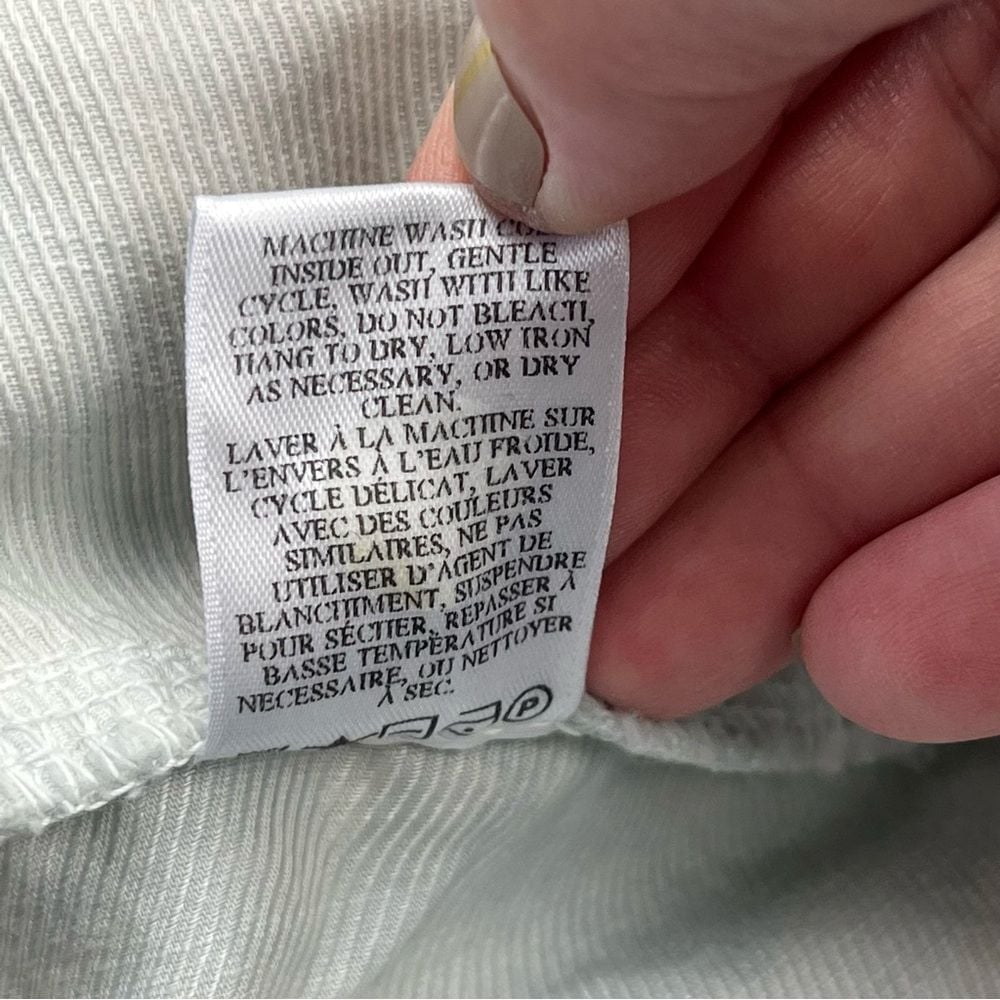 MACHINE WASH
INSIDE OUT, GENTLE
CYCLE, WASH WITH LIKE
COLORS, DO NOT BLEACH,
HANG TO DRY, LOW IRON
AS NECESSARY, OR DRY
CLEAN.
LAVER À LA MACHINE SUR
L'ENVERS À L'EAU FROIDE,
CYCLE DÉLICAT, LAVER
AVEC DES COULEURS
SIMILAIRES, NE PAS
UTILISER D'AGENT DE
BLANCHIMENT, SUSPENDRE
POUR SÉCHER, REPASSER À
BASSE TEMPÉRATURE SI
NECESSAIRE, OU NETTOYER
À SEC.
P